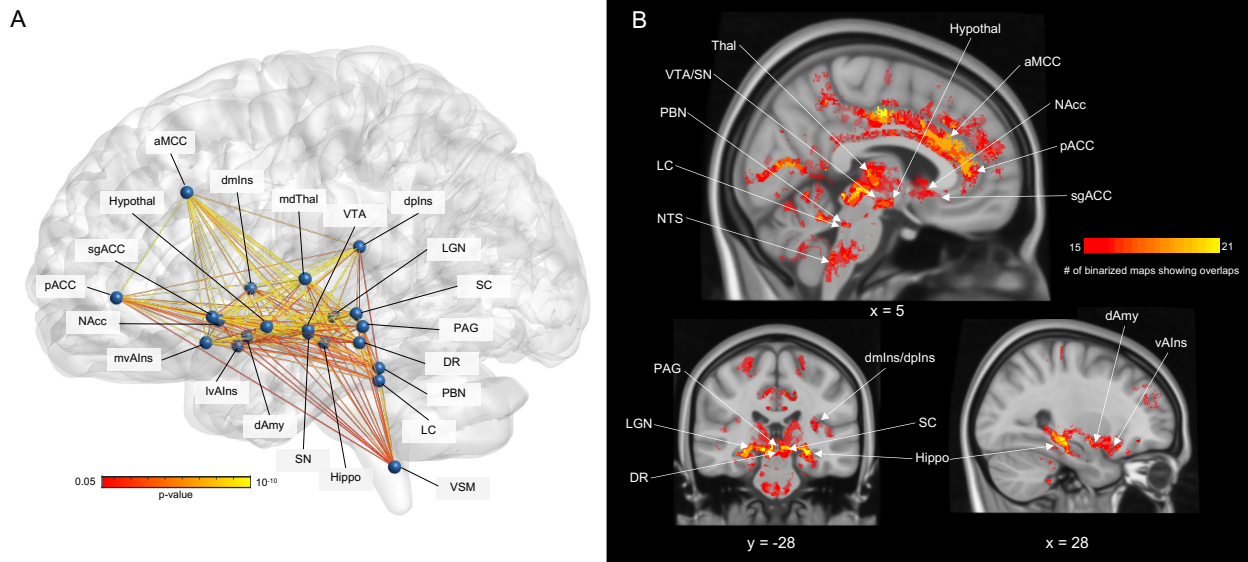 A
aMCC
dmIns
Hypothal
mdThal
VTA
dpIns
sgACC
LGN
pACC
SC
NAcc
PAG
mvAIns
DR
lvAIns
PBN
dAmy
LC
SN
Hippo
VSM
0.05
10-10
p-value
B
Hypothal
Thal
aMCC
VTA/SN
NAcc
PBN
pACC
LC
sgACC
NTS
15
21
# of binarized maps showing overlaps
x = 5
dAmy
vAIns
dmIns/dpIns
PAG
LGN
SC
Hippo
DR
y = -28
x = 28